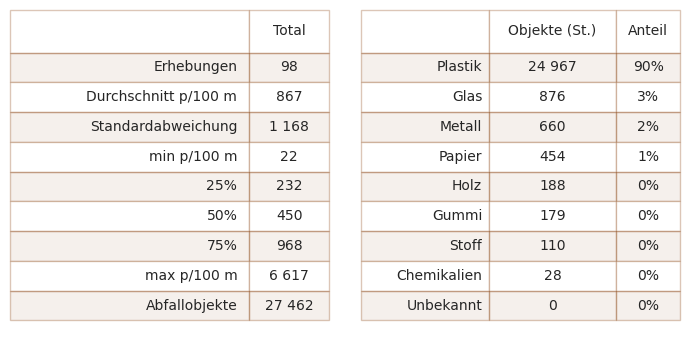 Total
Erhebungen 98
Durchschnitt p/100 m 867
Standardabweichung 1 168
min p/100 m 22
25% 232
50% 450
75% 968
max p/100 m 6 617
Abfallobjekte 27 462
Objekte (St.) Anteil
Plastik 24 967 90%
Glas 876 3%
Metall 660 2%
Papier 454 1%
Holz 188 0%
Gummi 179 0%
Stoff 110 0%
Chemikalien 28 0%
Unbekannt 0 0%